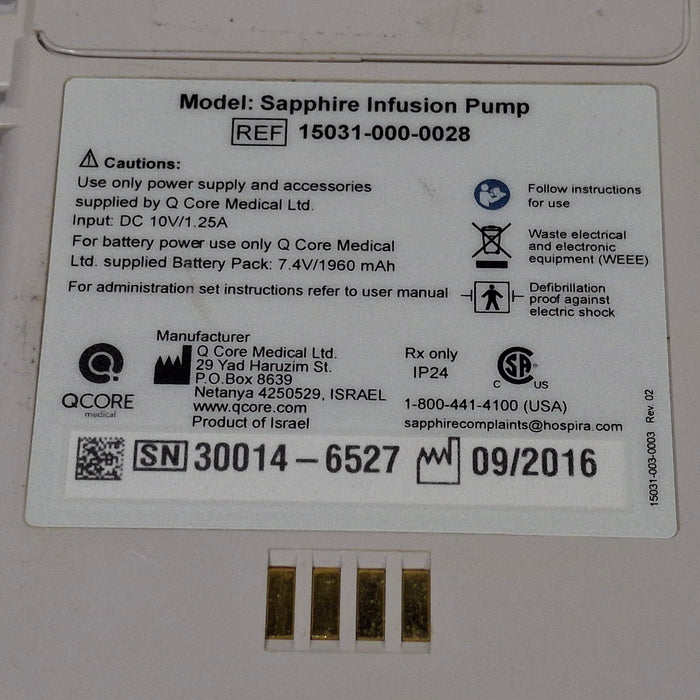 Model: Sapphire Infusion Pump
REF 15031-000-0028
Cautions:
Use only power supply and accessories
supplied by Q Core Medical Ltd.
Input: DC 10V/1.25A
For battery power use only Q Core Medical
Ltd. supplied Battery Pack: 7.4V/1960 mAh
For administration set instructions refer to user manual
Follow instructions
for use
Waste electrical
and electronic
equipment (WEEE)
Defibrillation
proof against
electric shock
QCORE
medical
Manufacturer
Q Core Medical Ltd.
29 Yad Haruzim St.
P.O.Box 8639
Netanya 4250529, ISRAEL
www.qcore.com
Product of Israel
Rx only
IP24
CSA
C US
1-800-441-4100 (USA)
sapphirecomplaints@hospira.com
SN 30014-6527
09/2016
15031-003-0003 Rev. 02